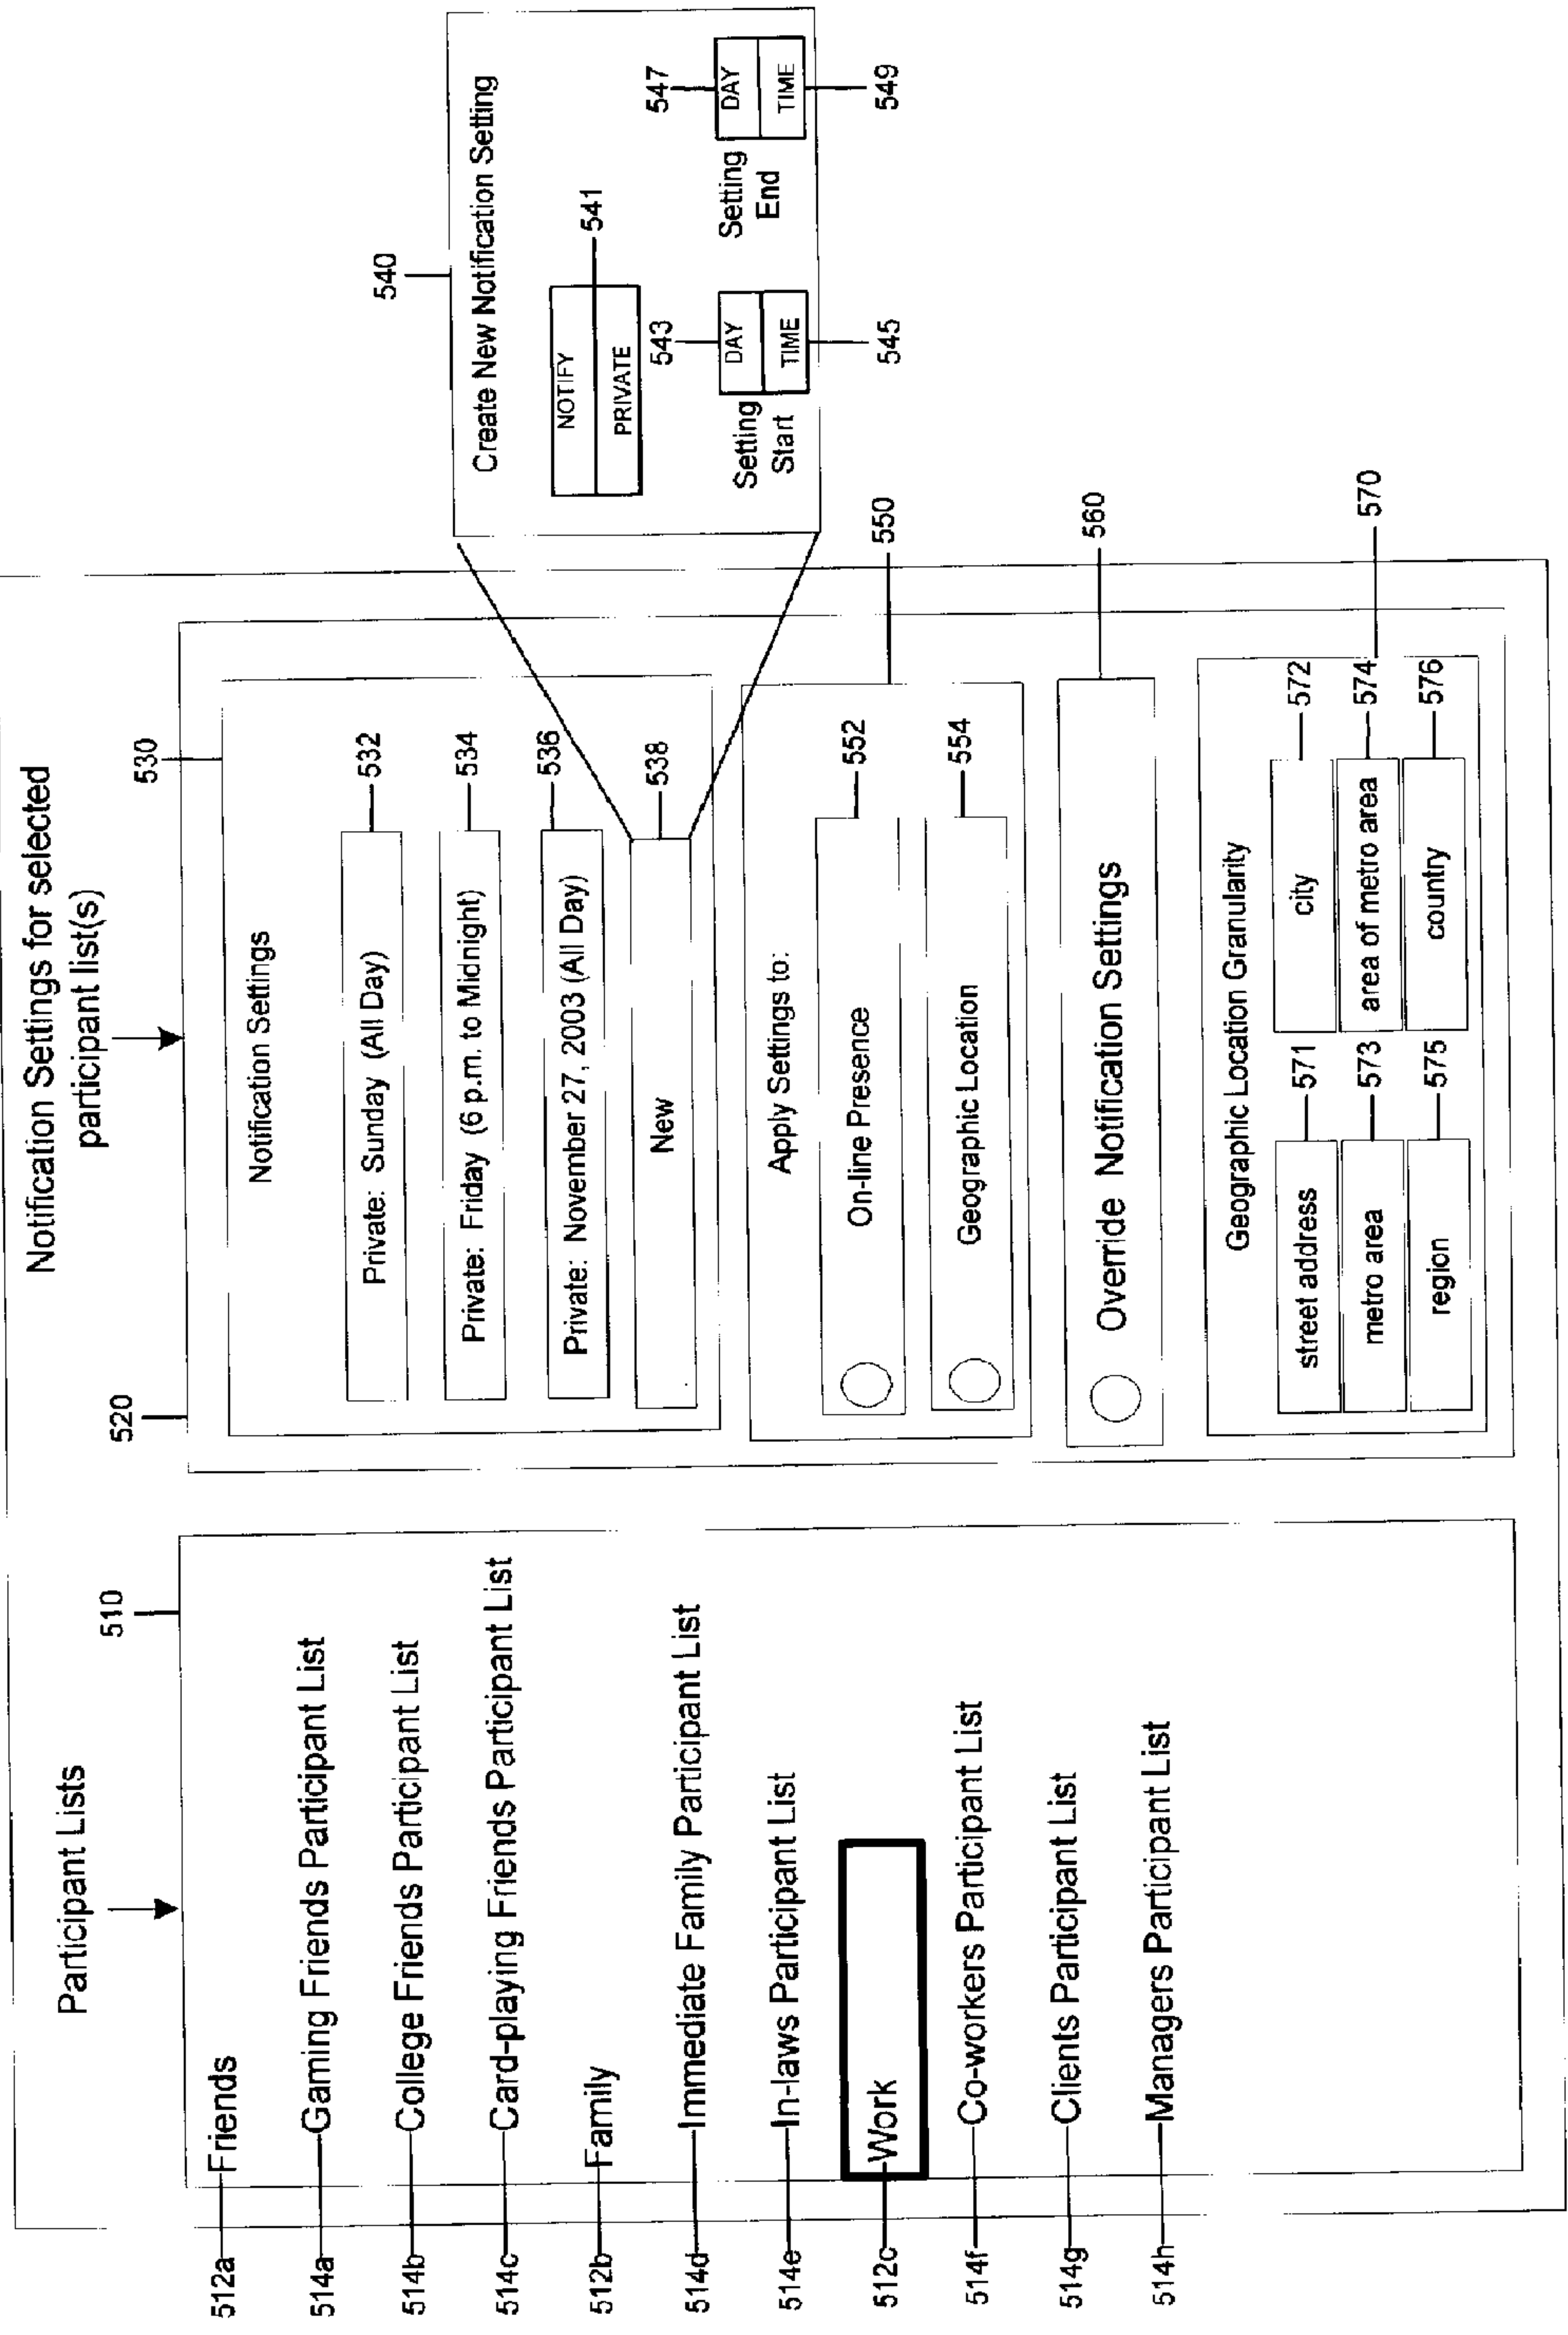 Participant Lists
510
512a Friends
514a Gaming Friends Participant List
514b College Friends Participant List
514c Card-playing Friends Participant List
512b Family
514d Immediate Family Participant List
514e In-laws Participant List
512c Work
514f Co-workers Participant List
514g Clients Participant List
514h Managers Participant List
Notification Settings for selected
participant list(s)
520
530
Notification Settings
Private: Sunday (All Day) 532
Private: Friday (6 p.m. to Midnight) 534
Private: November 27, 2003 (All Day) 536
New 538
Apply Settings to:
550
On-line Presence 552
Geographic Location 554
Override Notification Settings 560
Geographic Location Granularity
570
street address 571 city 572
metro area 573 area of metro area 574
region 575 country 576
540
Create New Notification Setting
NOTIFY
541
PRIVATE
543 547
Setting DAY Setting DAY
Start TIME End TIME
545 549